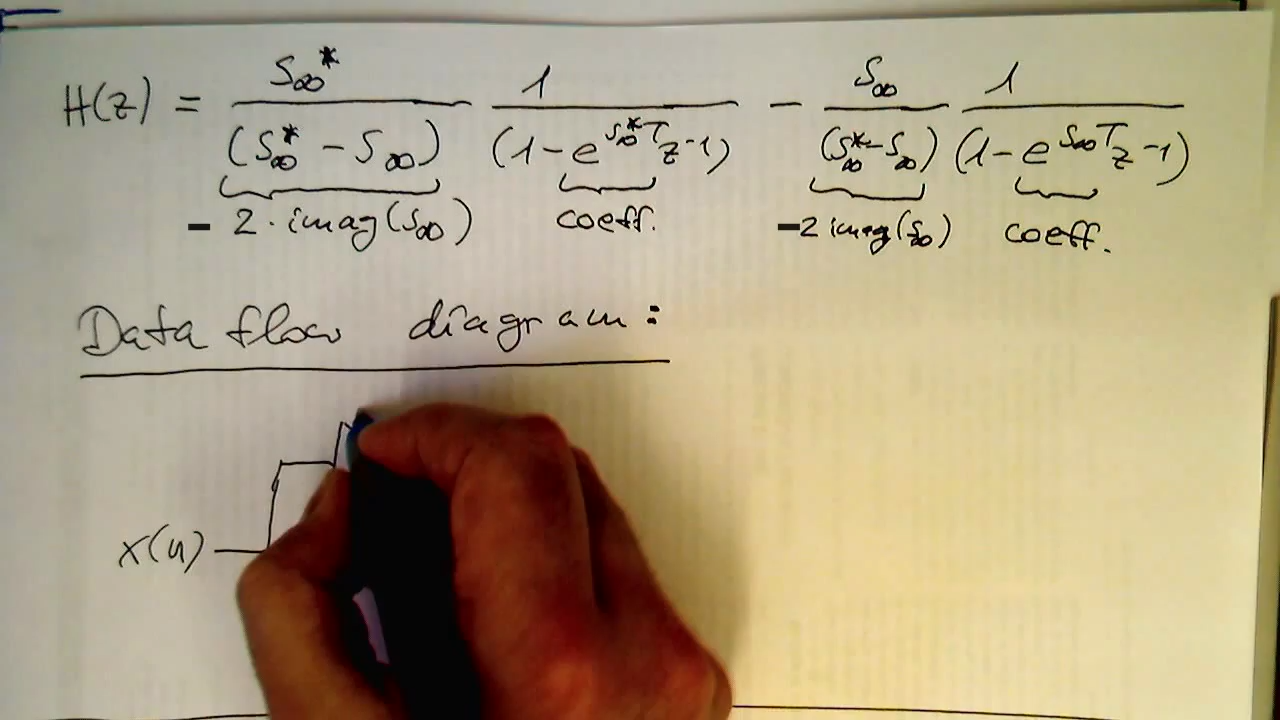 H(z) = S∞* / (S∞* - S∞) 1 / (1 - e^{S∞*T} z^{-1}) - S∞ / (S∞* - S∞) 1 / (1 - e^{S∞T} z^{-1})
- 2 · imag(S∞) coeff. -2 imag(S∞) coeff.
Data flow diagram:
x(n)